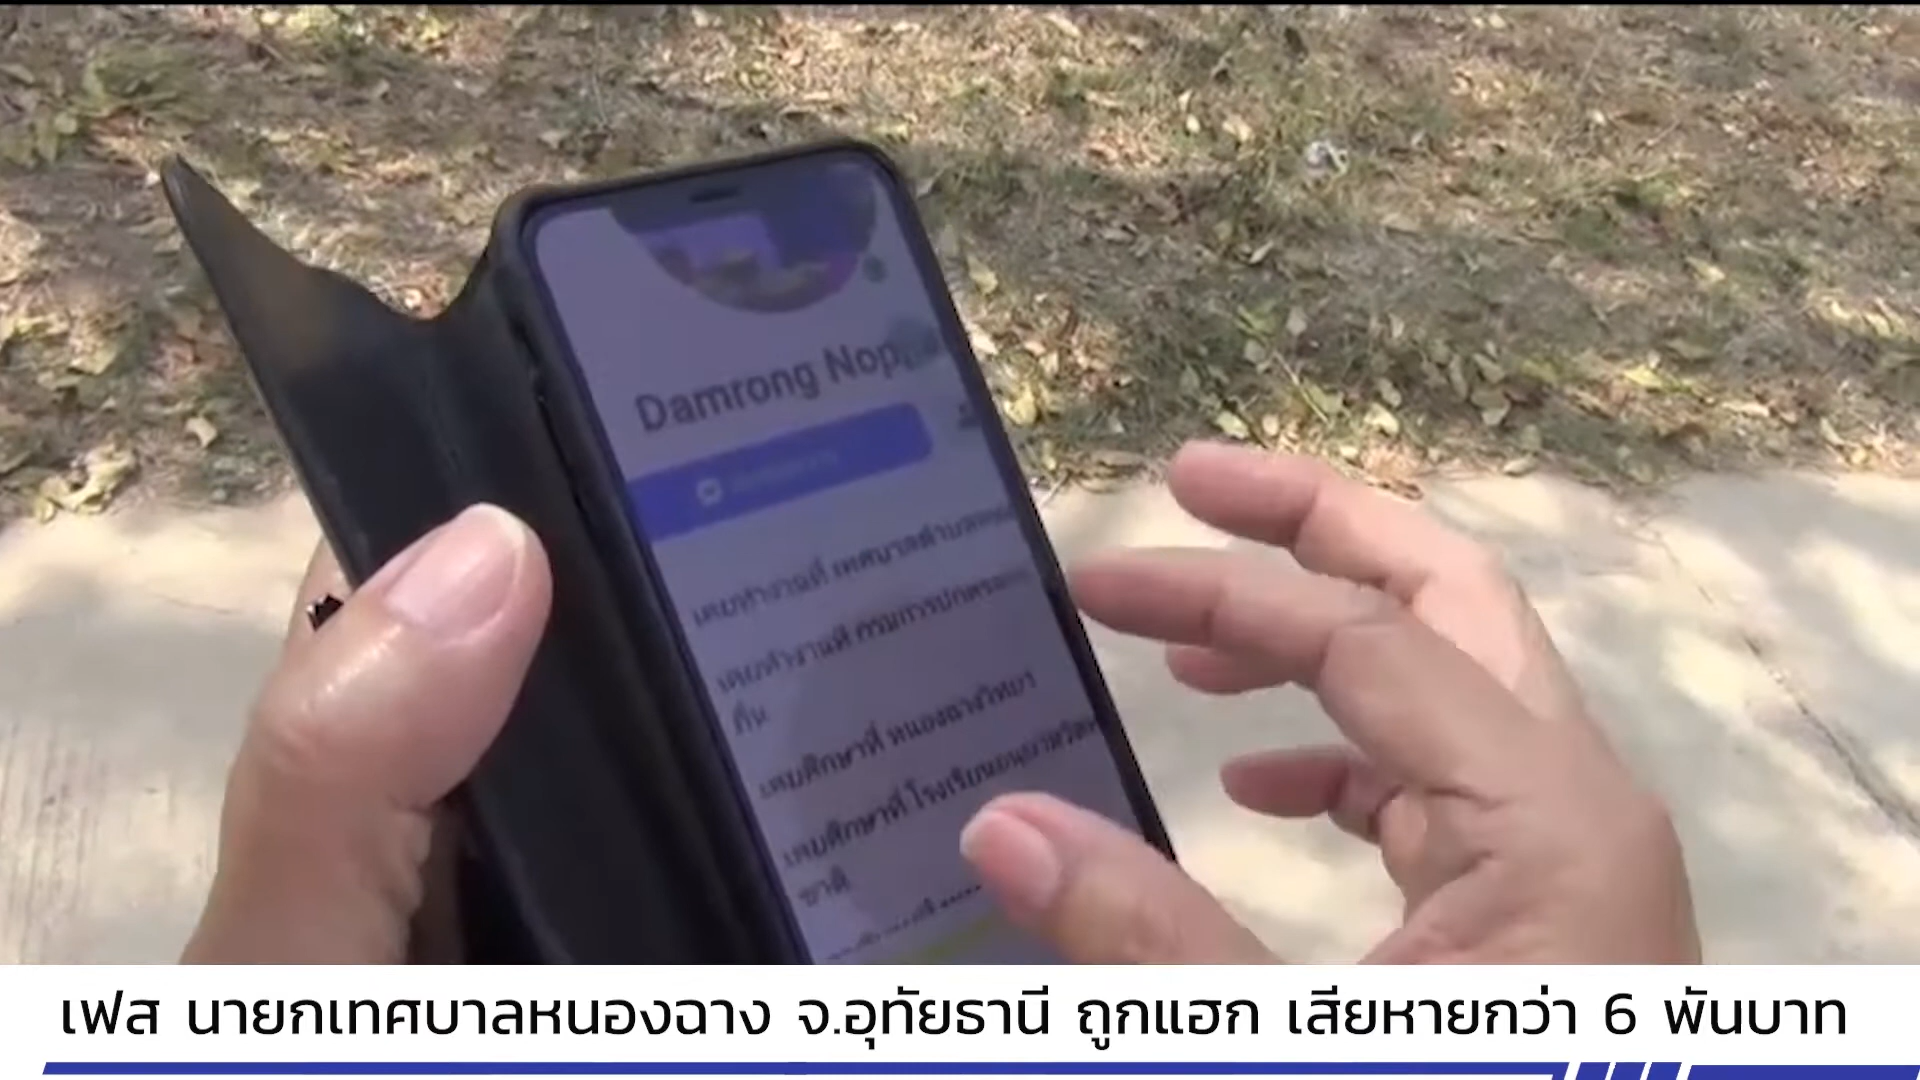 Damrong Nop
เคยทำงานที่ เทศบาลตำบล
เคยทำงานที่ กรมการปกครอง
ถิ่น
เคยศึกษาที่ หนองฉางวิทยา
เคยศึกษาที่ โรงเรียน
ชาติ
เฟส นายกเทศบาลหนองฉาง จ.อุทัยธานี ถูกแฮก เสียหายกว่า 6 พันบาท